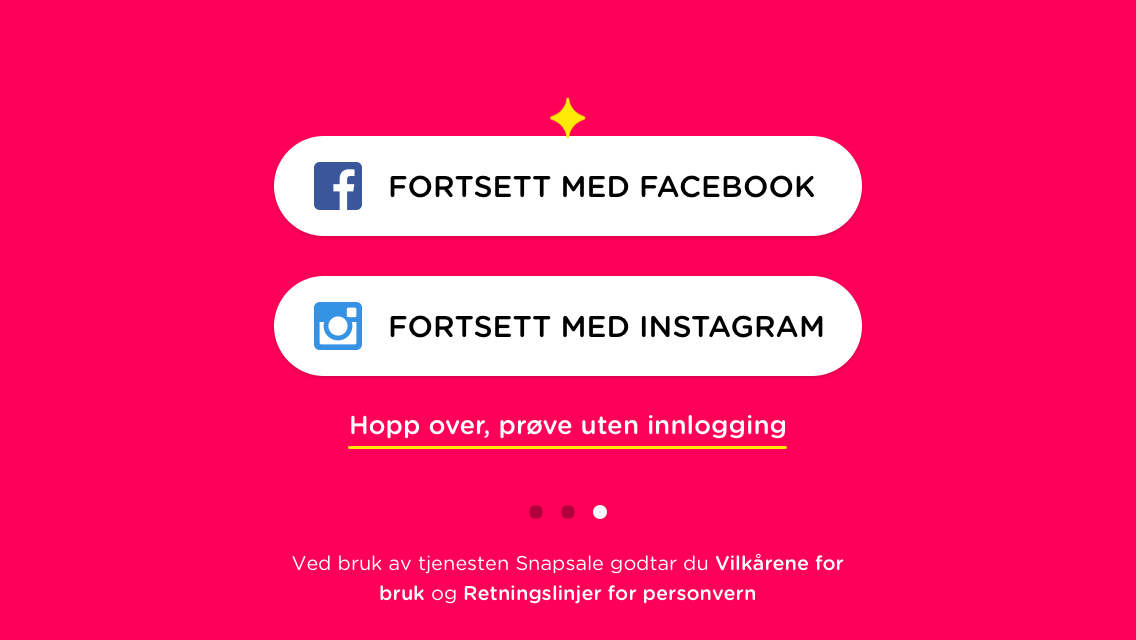 FORTSETT MED FACEBOOK
FORTSETT MED INSTAGRAM
Hopp over, prøve uten innlogging
Ved bruk av tjenesten Snapsale godtar du Vilkårene for
bruk og Retningslinjer for personvern